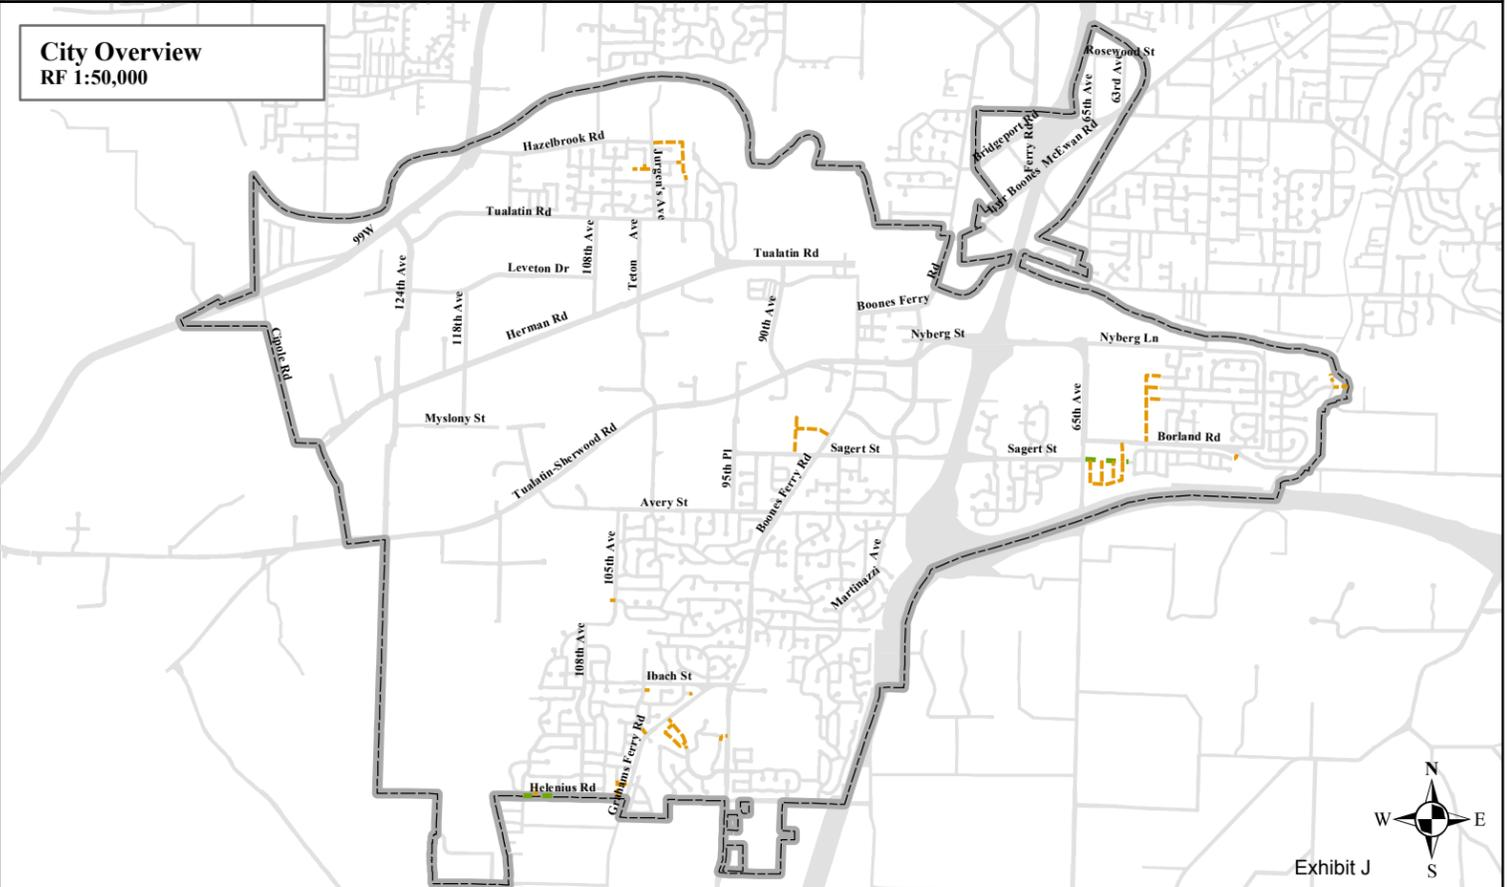 City Overview
RF 1:50,000
Rosewood St
65th Ave
63rd Ave
Bridgeport Rd
Ferry Rd
McEwan Rd
Boones
Hazelbrook Rd
Jurgen's Ave
99W
Tualatin Rd
108th Ave
Teton Ave
Tualatin Rd
Leveton Dr
124th Ave
118th Ave
Herman Rd
90th Ave
Boones Ferry
Rd
Nyberg St
Nyberg Ln
Cipole Rd
65th Ave
Myslony St
Tualatin-Sherwood Rd
95th Pl
Boones Ferry Rd
Sagert St
Sagert St
Borland Rd
Avery St
105th Ave
Martinazzi Ave
108th Ave
Ibach St
Grahams Ferry Rd
Helenius Rd
N
W
E
S
Exhibit J